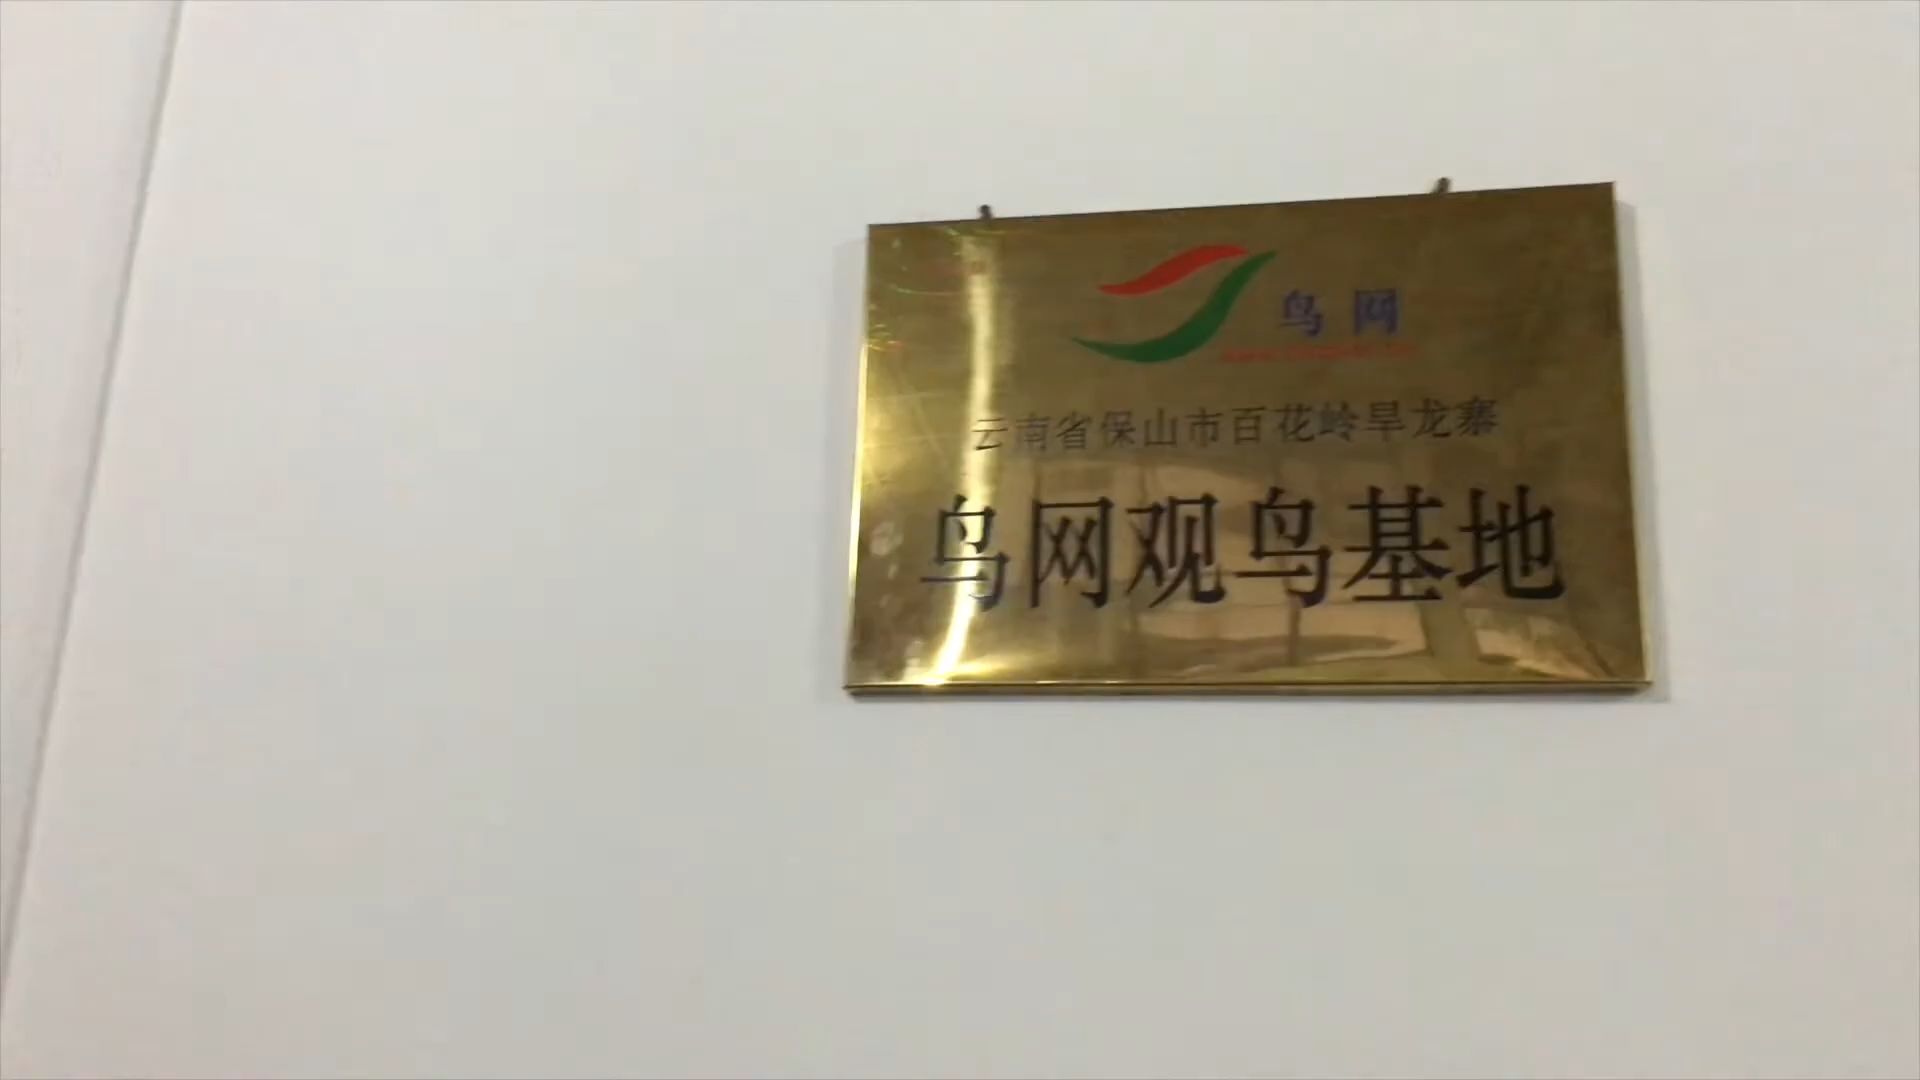 鸟网
云南省保山市百花岭旱龙寨
鸟网观鸟基地